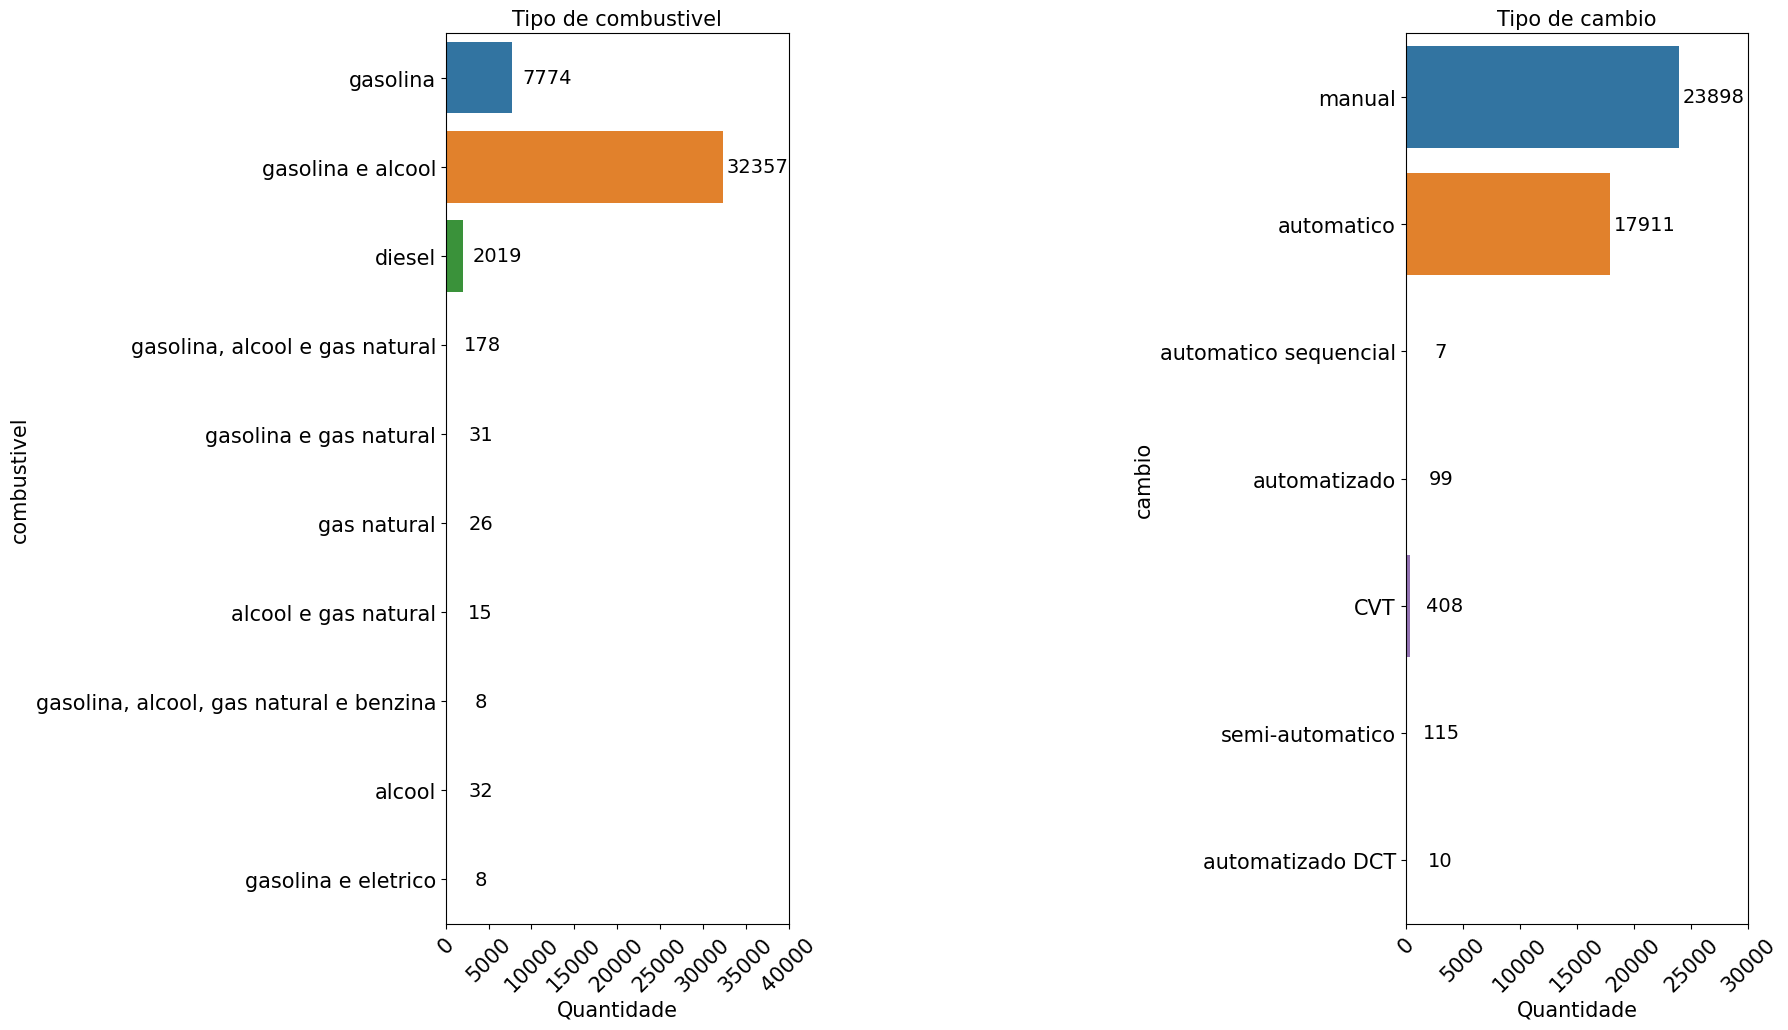 Tipo de combustivel
combustivel
gasolina 7774
gasolina e alcool 32357
diesel 2019
gasolina, alcool e gas natural 178
gasolina e gas natural 31
gas natural 26
alcool e gas natural 15
gasolina, alcool, gas natural e benzina 8
alcool 32
gasolina e eletrico 8
0 5000 10000 15000 20000 25000 30000 35000 40000
Quantidade
Tipo de cambio
cambio
manual 23898
automatico 17911
automatico sequencial 7
automatizado 99
CVT 408
semi-automatico 115
automatizado DCT 10
0 5000 10000 15000 20000 25000 30000
Quantidade